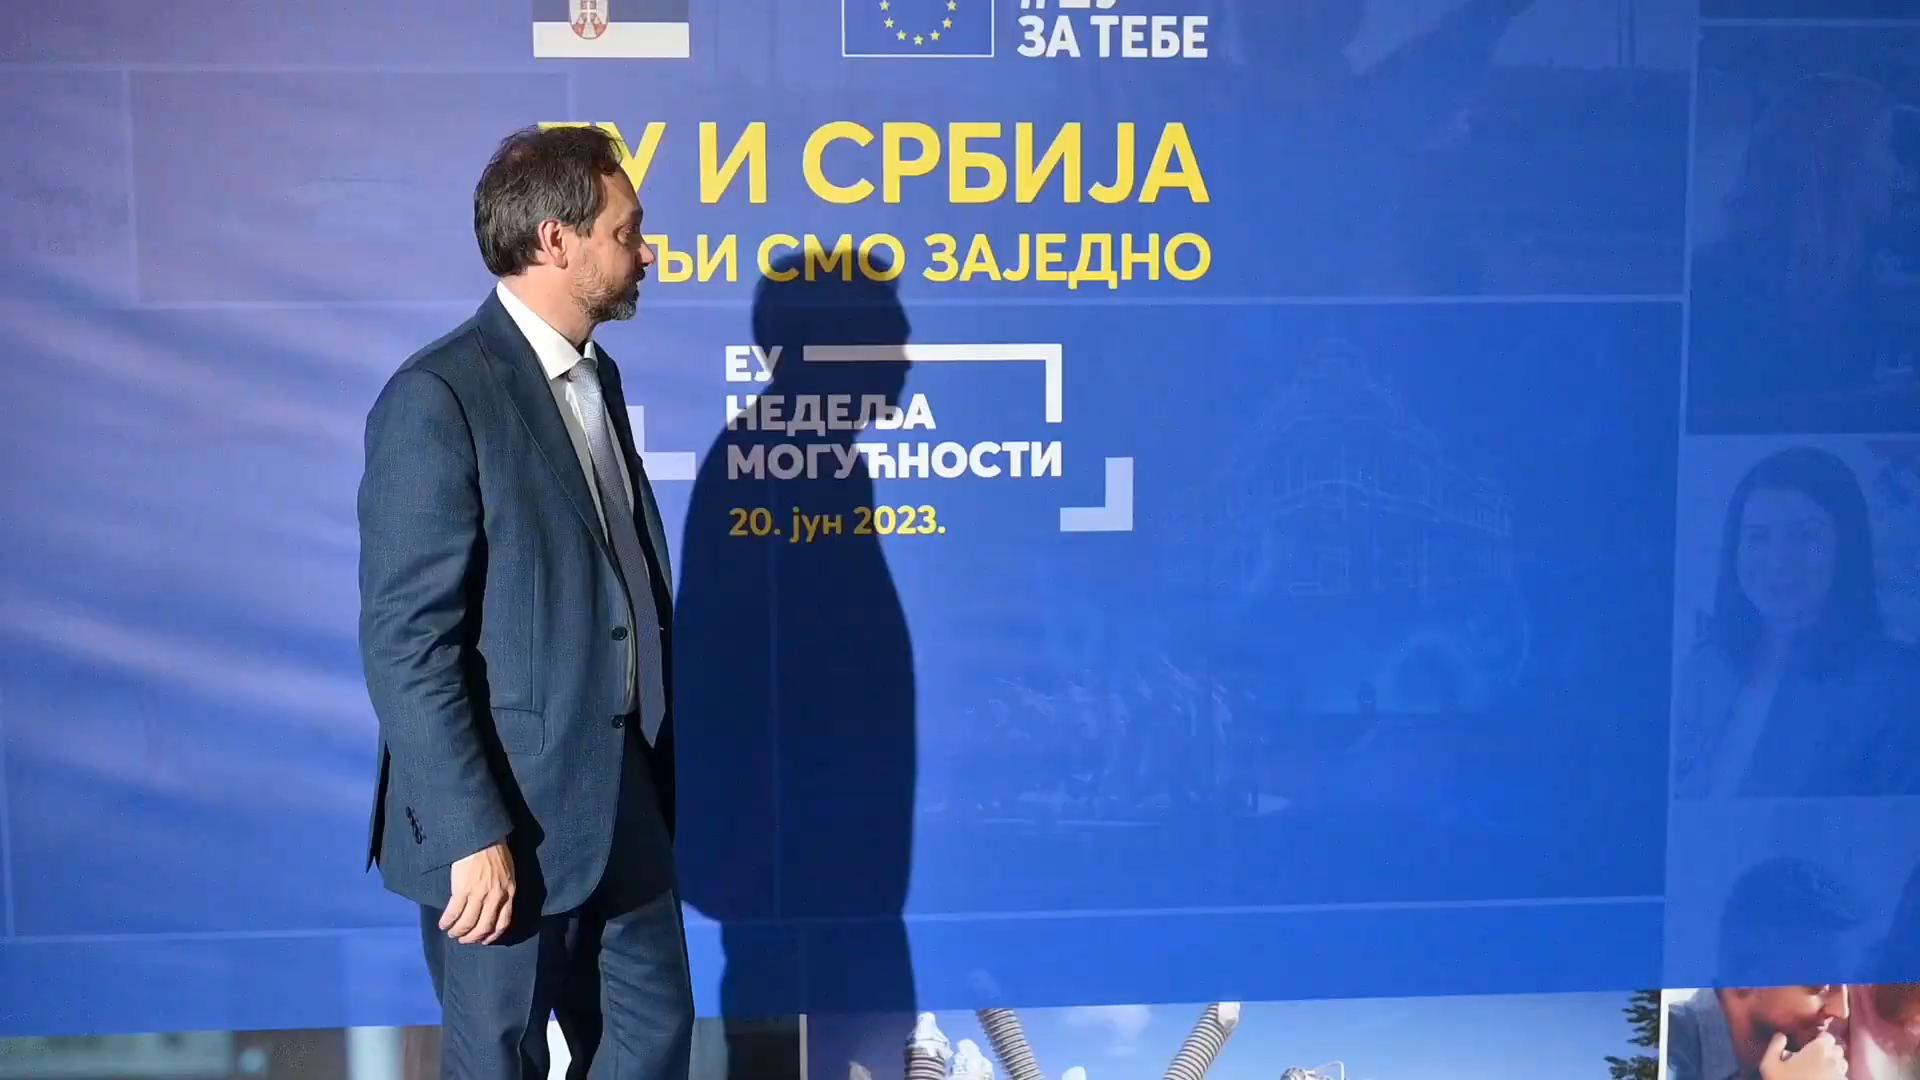 ЗА ТЕБЕ
И СРБИЈА
СМО ЗАЈЕДНО
ЕУ
НЕДЕЉА
МОГУЋНОСТИ
20. јун 2023.